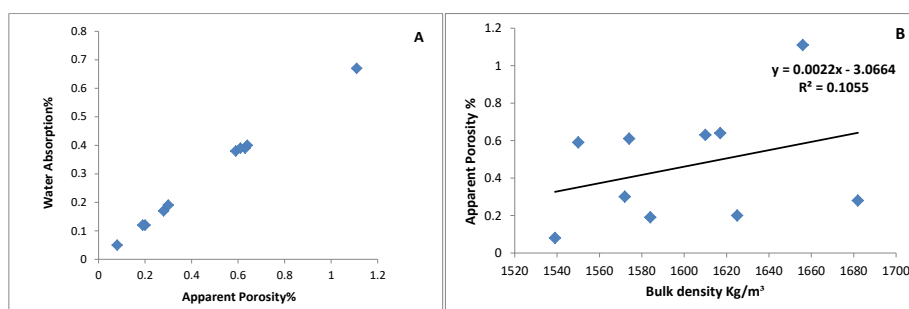 A
0.8
0.7
0.6
0.5
0.4
0.3
0.2
0.1
0
Water Absorption%
0 0.2 0.4 0.6 0.8 1 1.2
Apparent Porosity%
B
1.2
1
0.8
0.6
0.4
0.2
0
Apparent Porosity %
y = 0.0022x - 3.0664
R² = 0.1055
1520 1540 1560 1580 1600 1620 1640 1660 1680 1700
Bulk density Kg/m³